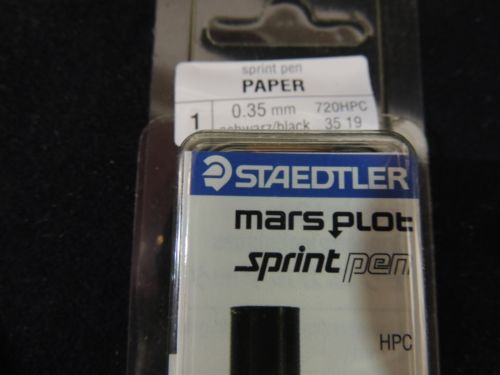 sprint pen
PAPER
1
0.35 mm 720HPC
schwarz/black 35 19
STAEDTLER
mars plot
sprint pen
HPC